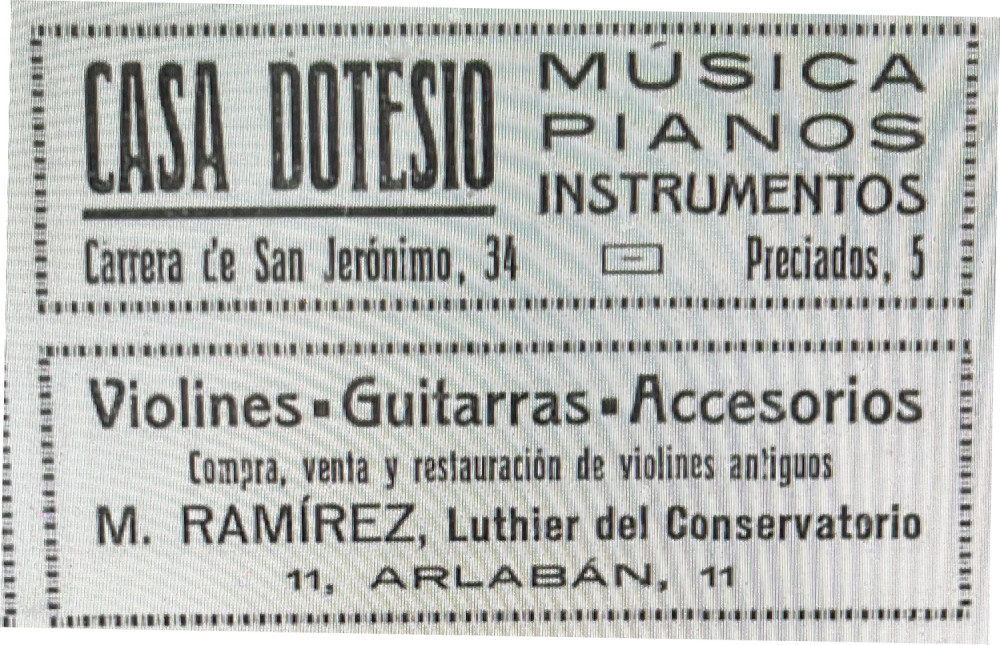 CASA DOTESIO
MÚSICA
PIANOS
INSTRUMENTOS
Carrera de San Jerónimo, 34
Preciados, 5
Violines ▪ Guitarras ▪ Accesorios
Compra, venta y restauración de violines antiguos
M. RAMÍREZ, Luthier del Conservatorio
11, ARLABÁN, 11